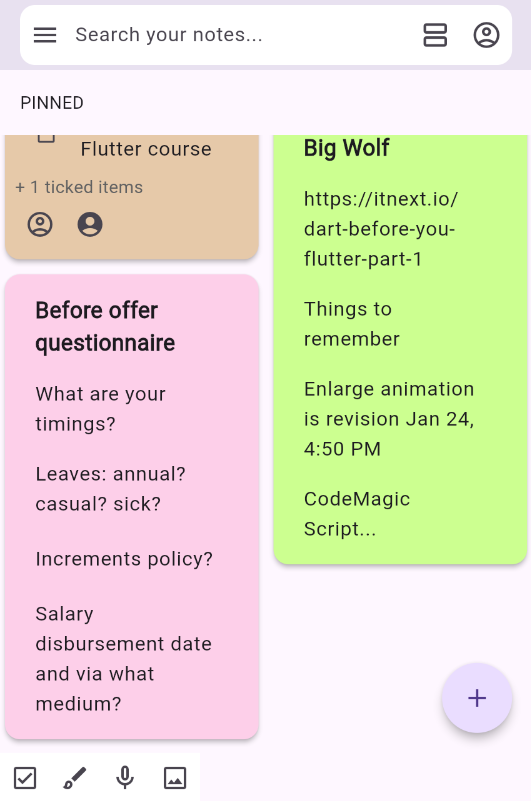 Search your notes...
PINNED
Flutter course
+ 1 ticked items
Before offer
questionnaire
What are your
timings?
Leaves: annual?
casual? sick?
Increments policy?
Salary
disbursement date
and via what
medium?
Big Wolf
https://itnext.io/
dart-before-you-
flutter-part-1
Things to
remember
Enlarge animation
is revision Jan 24,
4:50 PM
CodeMagic
Script...